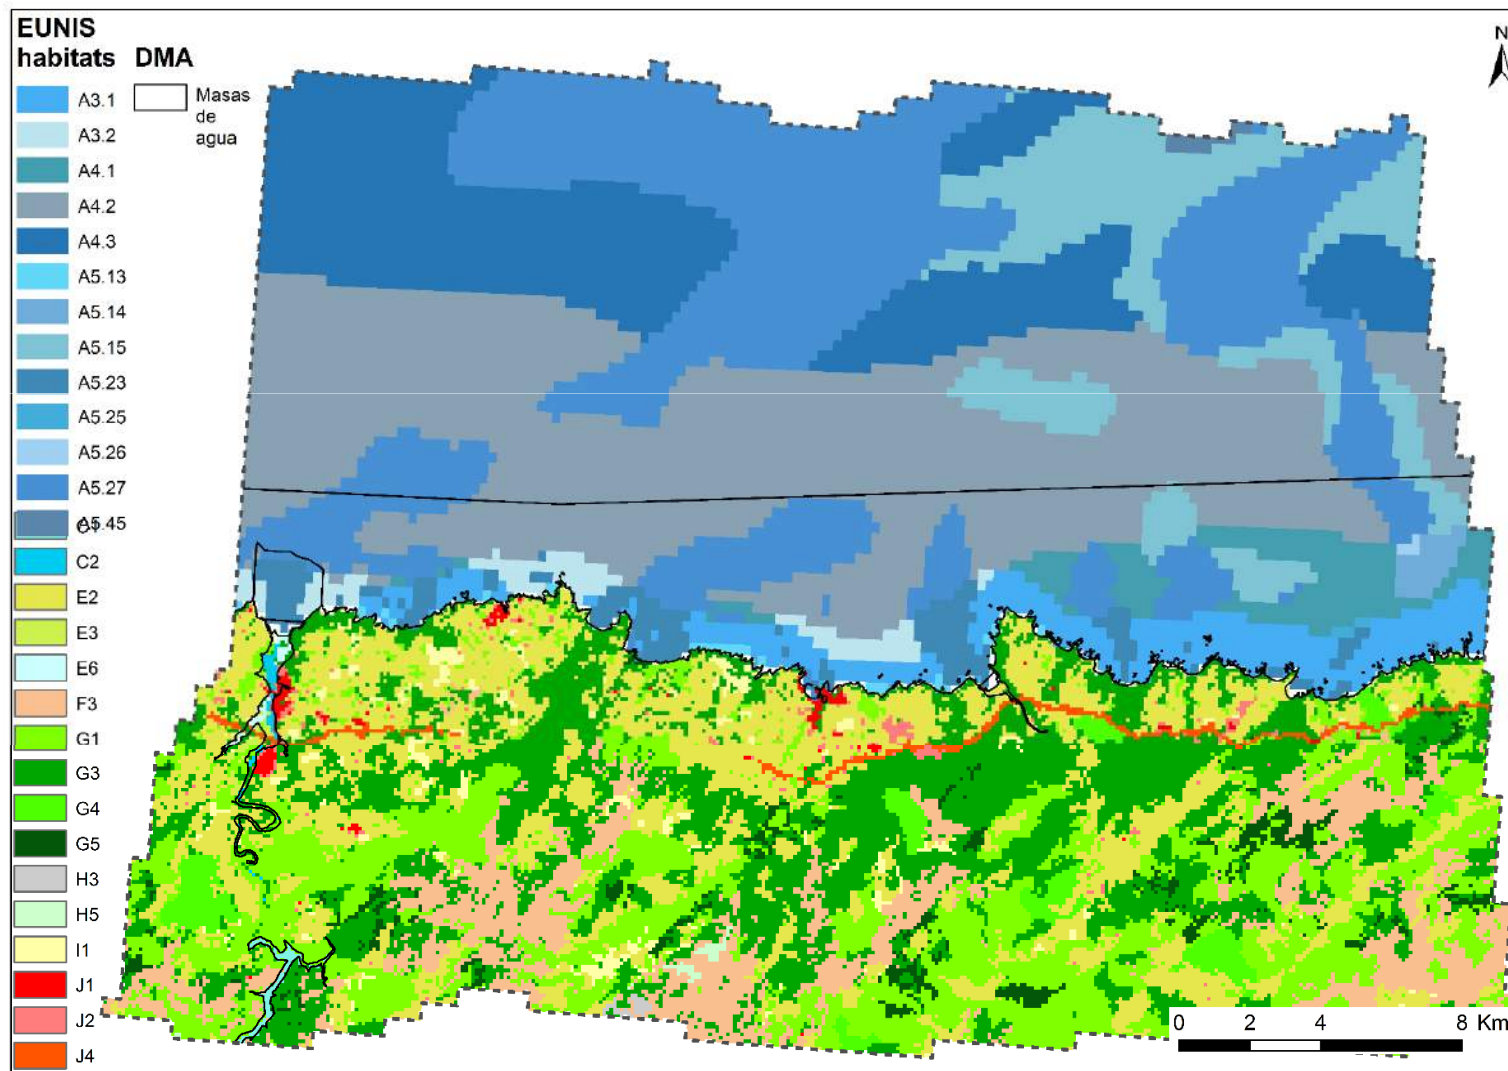 EUNIS
habitats DMA
A3.1
Masas
de
agua
A3.2
A4.1
A4.2
A4.3
A5.13
A5.14
A5.15
A5.23
A5.25
A5.26
A5.27
A5.45
C1
C2
E2
E3
E6
F3
G1
G3
G4
G5
H3
H5
I1
J1
J2
J4
N
0 2 4 8 Km